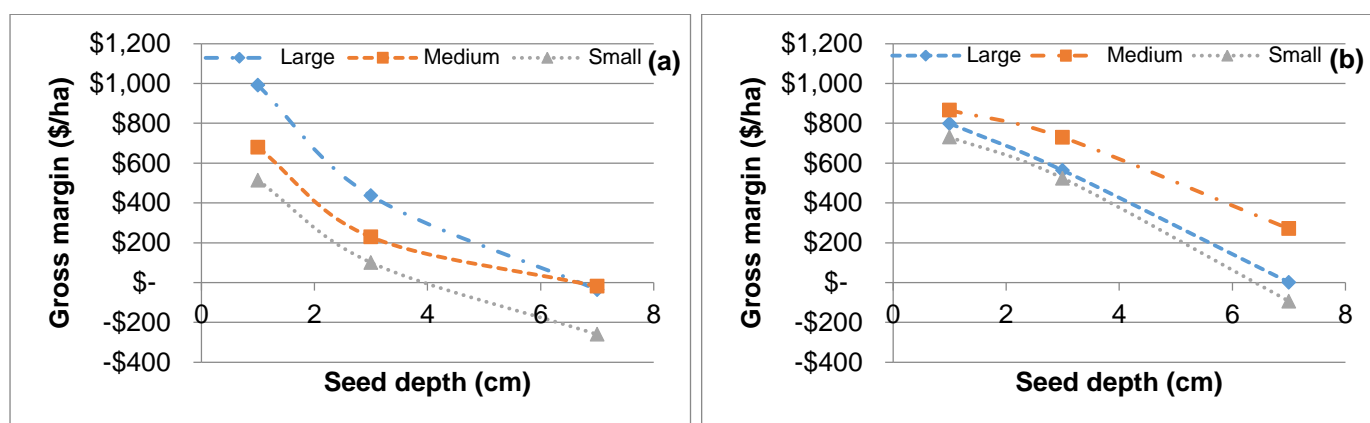 $1,200
Large Medium Small (a)
$1,000
$800
$600
$400
$200
$-
-$200
-$400
0 2 4 6 8
Seed depth (cm)
Gross margin ($/ha)
$1,200
Large Medium Small (b)
$1,000
$800
$600
$400
$200
$-
-$200
-$400
0 2 4 6 8
Seed depth (cm)
Gross margin ($/ha)